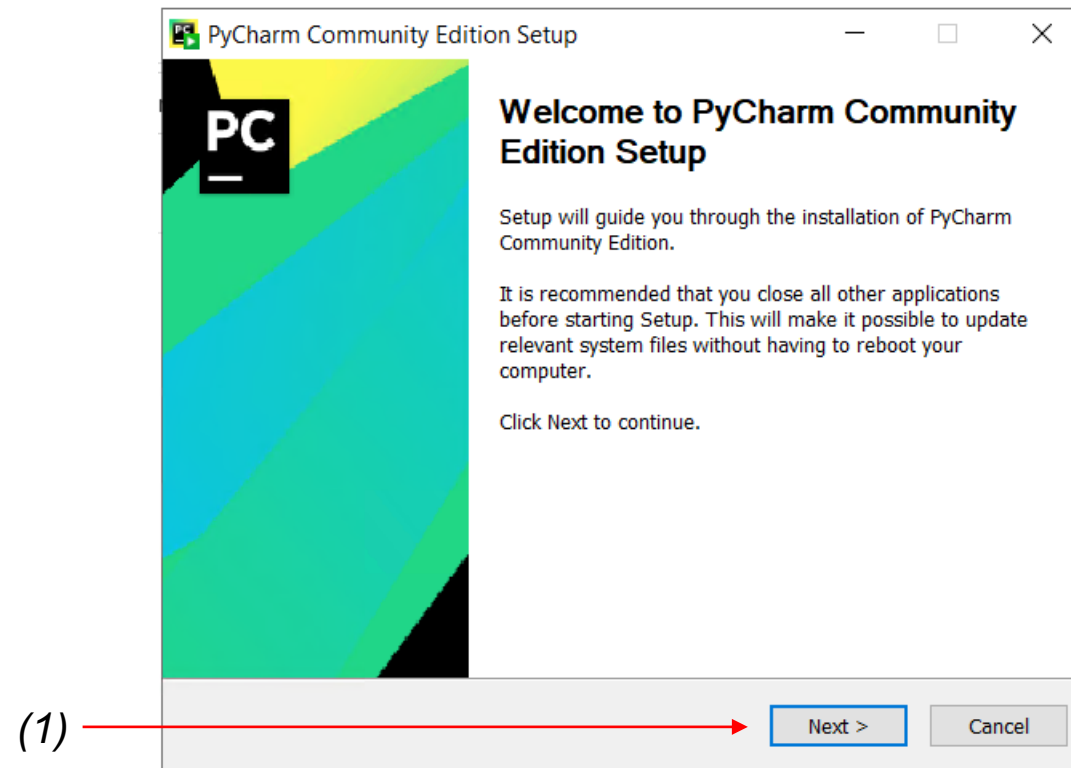 PyCharm Community Edition Setup
PC
Welcome to PyCharm Community
Edition Setup
Setup will guide you through the installation of PyCharm
Community Edition.
It is recommended that you close all other applications
before starting Setup. This will make it possible to update
relevant system files without having to reboot your
computer.
Click Next to continue.
(1)
Next >
Cancel